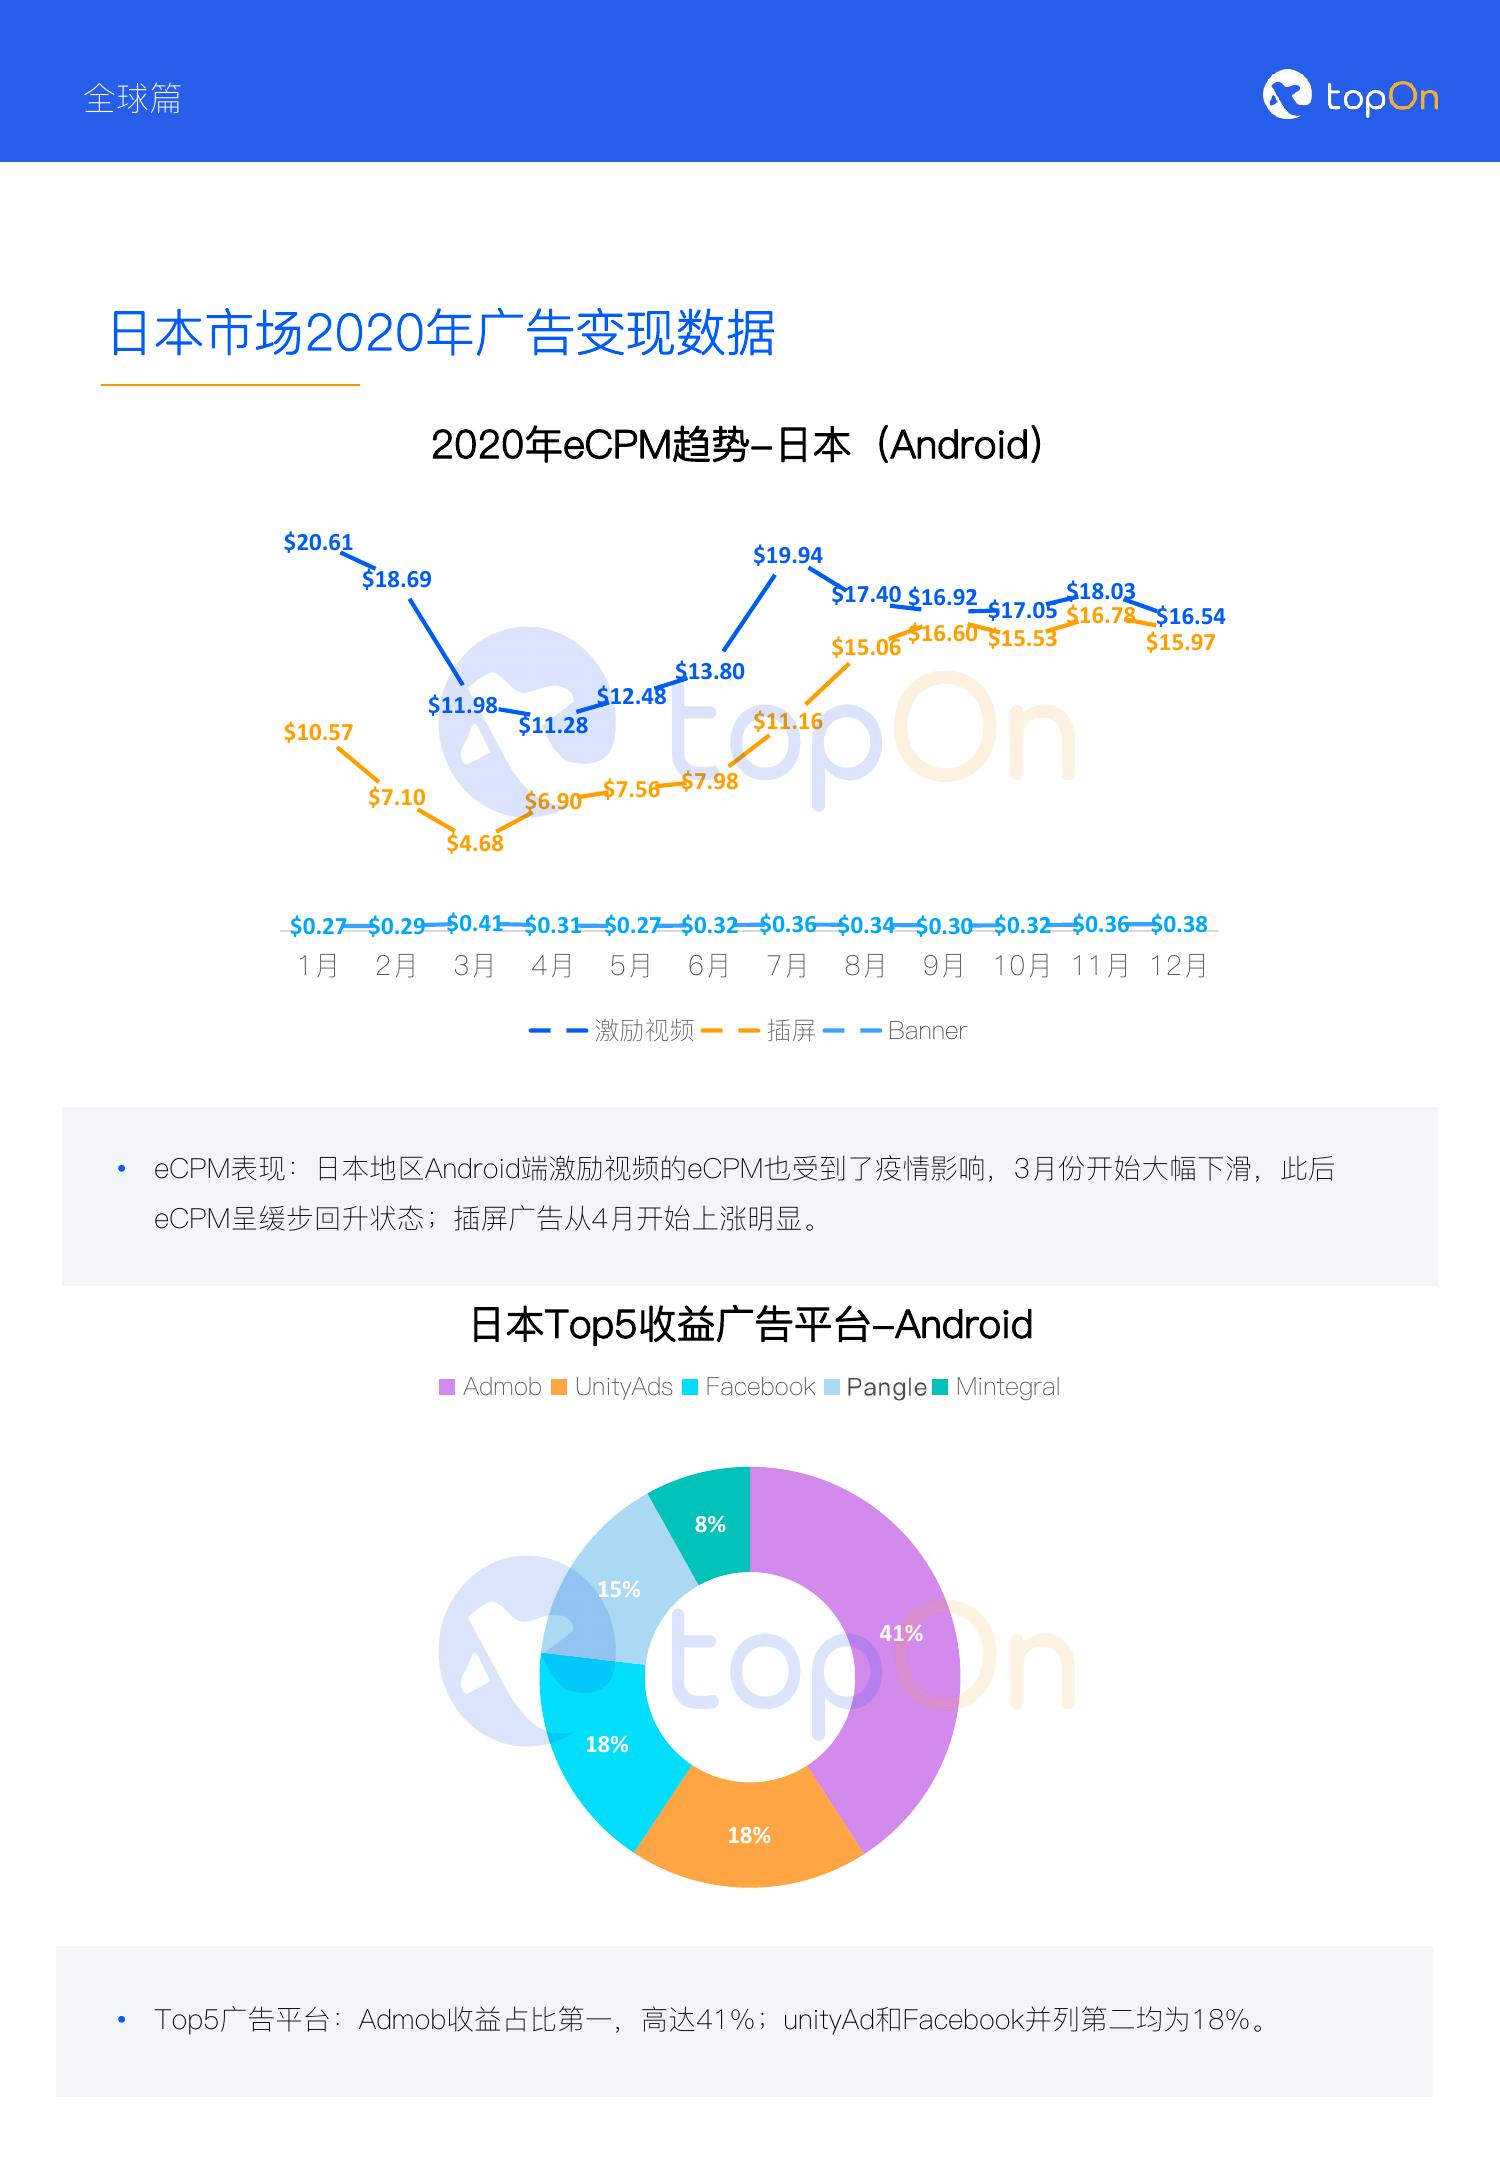 全球篇
topOn
日本市场2020年广告变现数据
2020年eCPM趋势-日本（Android）
$20.61 $18.69 $11.98 $11.28 $12.48 $13.80 $19.94 $17.40 $16.92 $17.05 $18.03 $16.54
$10.57 $7.10 $4.68 $6.90 $7.56 $7.98 $11.16 $15.06 $16.60 $15.53 $16.78 $15.97
$0.27 $0.29 $0.41 $0.31 $0.27 $0.32 $0.36 $0.34 $0.30 $0.32 $0.36 $0.38
1月 2月 3月 4月 5月 6月 7月 8月 9月 10月 11月 12月
激励视频 插屏 Banner
topOn
• eCPM表现：日本地区Android端激励视频的eCPM也受到了疫情影响，3月份开始大幅下滑，此后
eCPM呈缓步回升状态；插屏广告从4月开始上涨明显。
日本Top5收益广告平台-Android
Admob UnityAds Facebook Pangle Mintegral
8%
15%
41%
18%
18%
topOn
• Top5广告平台：Admob收益占比第一，高达41%；unityAd和Facebook并列第二均为18%。